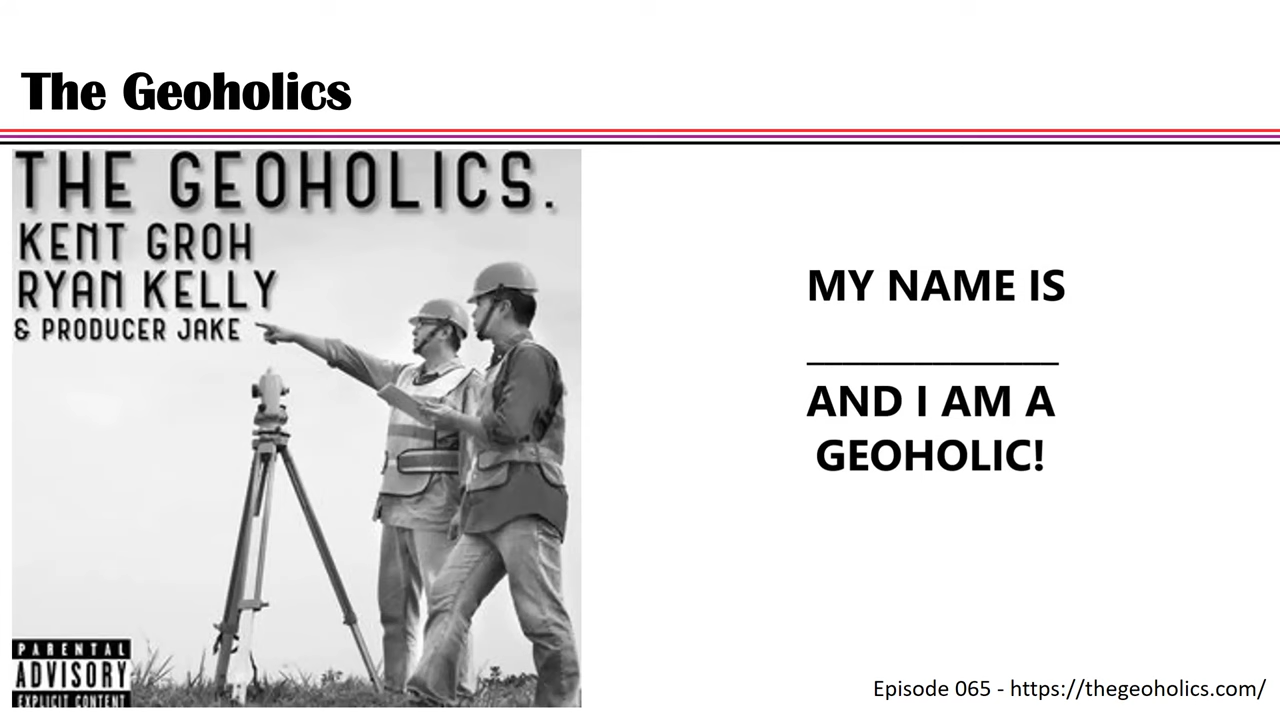 The Geoholics
THE GEOHOLICS.
KENT GROH
RYAN KELLY
& PRODUCER JAKE
PARENTAL
ADVISORY
EXPLICIT CONTENT
MY NAME IS
______________
AND I AM A
GEOHOLIC!
Episode 065 - https://thegeoholics.com/